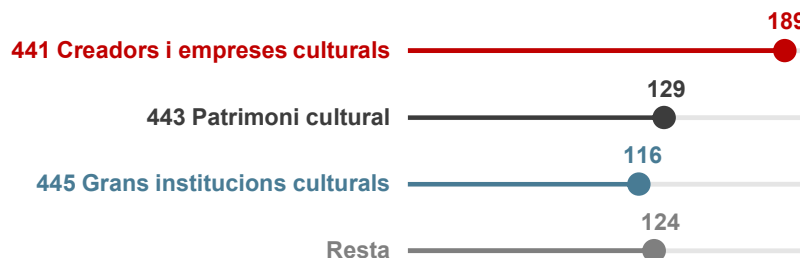 189
441 Creadors i empreses culturals
129
443 Patrimoni cultural
116
445 Grans institucions culturals
124
Resta